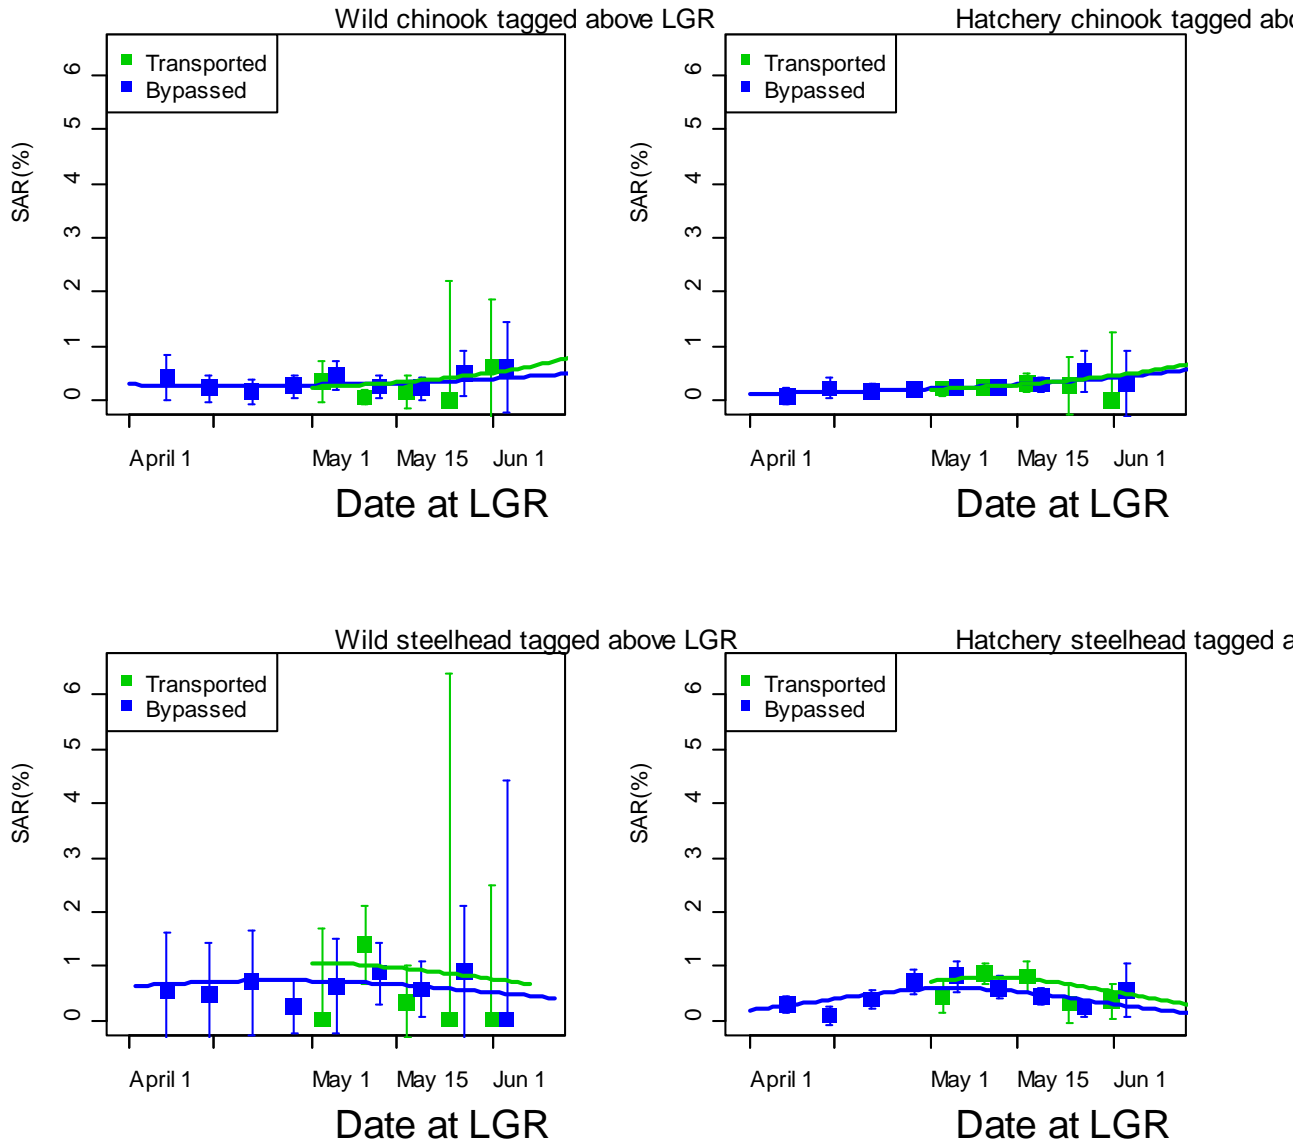 Wild chinook tagged above LGR
Transported
Bypassed
SAR(%)
6
5
4
3
2
1
0
April 1 May 1 May 15 Jun 1
Date at LGR
Hatchery chinook tagged abo
Transported
Bypassed
SAR(%)
6
5
4
3
2
1
0
April 1 May 1 May 15 Jun 1
Date at LGR
Wild steelhead tagged above LGR
Transported
Bypassed
SAR(%)
6
5
4
3
2
1
0
April 1 May 1 May 15 Jun 1
Date at LGR
Hatchery steelhead tagged a
Transported
Bypassed
SAR(%)
6
5
4
3
2
1
0
April 1 May 1 May 15 Jun 1
Date at LGR